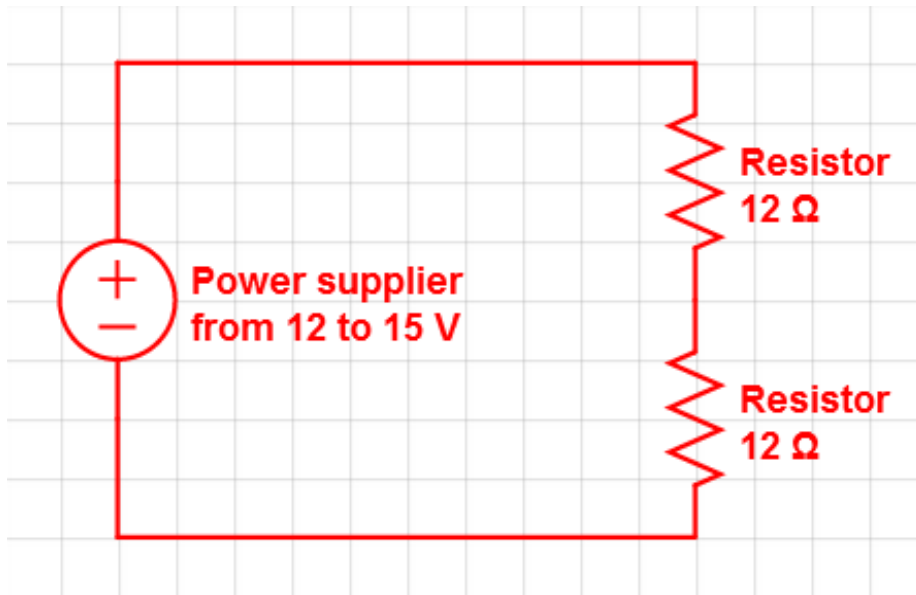 Resistor
12 Ω
Power supplier
from 12 to 15 V
Resistor
12 Ω